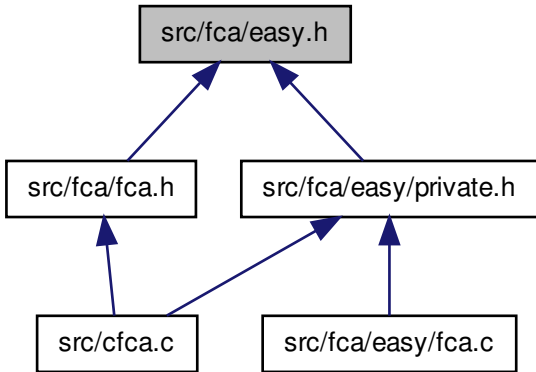 src/fca/easy.h
src/fca/fca.h
src/fca/easy/private.h
src/cfca.c
src/fca/easy/fca.c